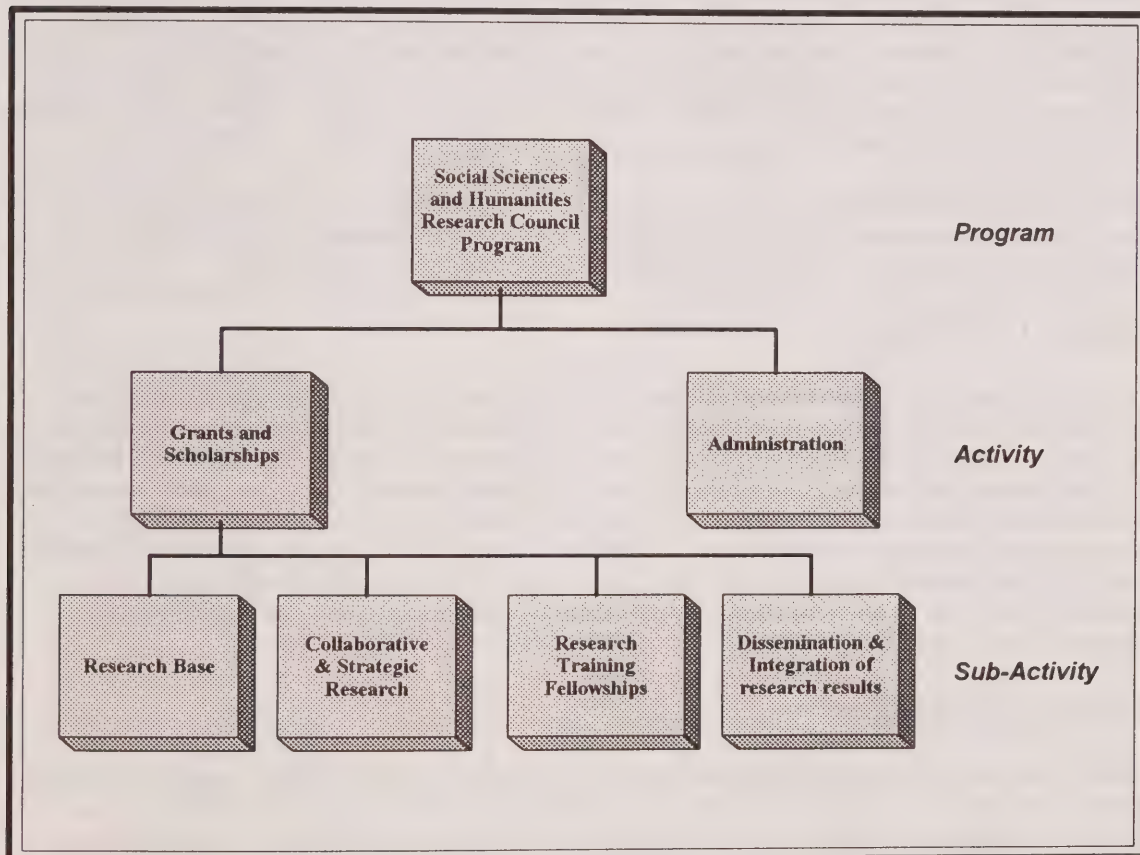 Social Sciences
and Humanities
Research Council
Program
Program
Grants and
Scholarships
Administration
Activity
Research Base
Collaborative
& Strategic
Research
Research
Training
Fellowships
Dissemination &
Integration of
research results
Sub-Activity